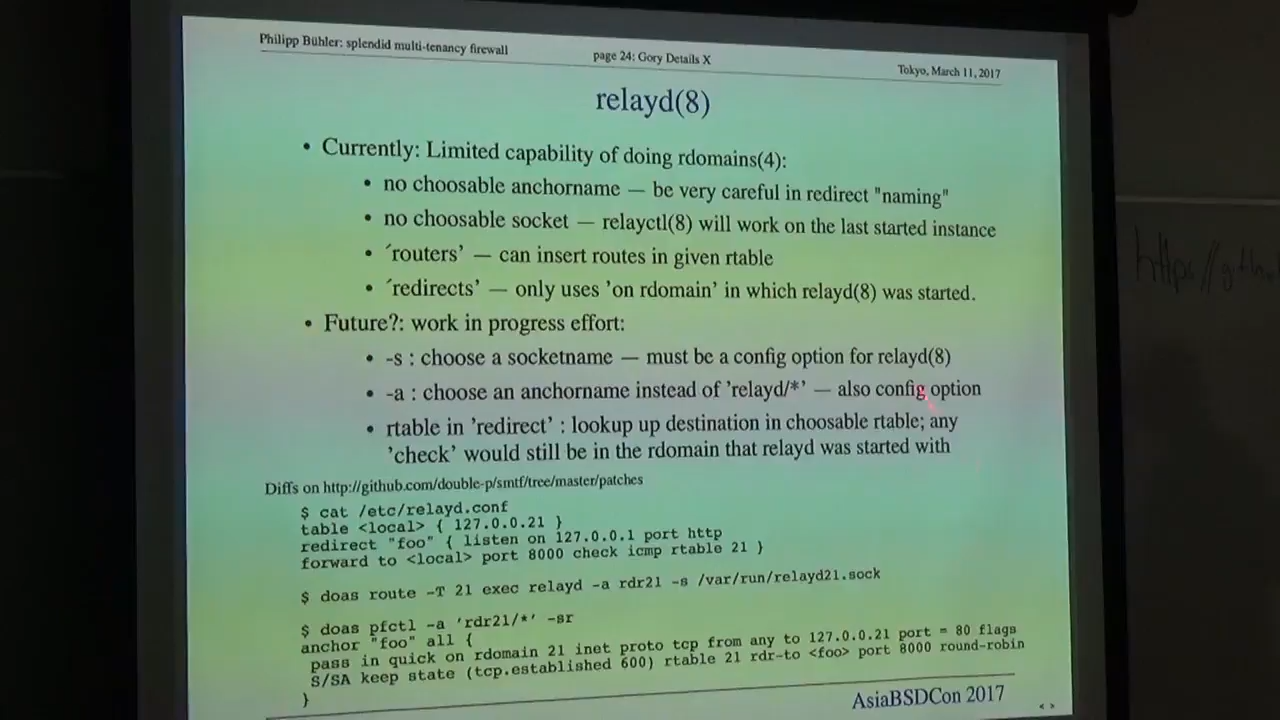 Philipp Bühler: splendid multi-tenancy firewall
page 24: Gory Details X
Tokyo, March 11, 2017
relayd(8)
• Currently: Limited capability of doing rdomains(4):
• no choosable anchorname — be very careful in redirect "naming"
• no choosable socket — relayctl(8) will work on the last started instance
• ´routers' — can insert routes in given rtable
• ´redirects' — only uses 'on rdomain' in which relayd(8) was started.
• Future?: work in progress effort:
• -s : choose a socketname — must be a config option for relayd(8)
• -a : choose an anchorname instead of 'relayd/*' — also config option
• rtable in 'redirect' : lookup up destination in choosable rtable; any
'check' would still be in the rdomain that relayd was started with
Diffs on http://github.com/double-p/smtf/tree/master/patches
$ cat /etc/relayd.conf
table <local> { 127.0.0.21 }
redirect "foo" { listen on 127.0.0.1 port http
forward to <local> port 8000 check icmp rtable 21 }
$ doas route -T 21 exec relayd -a rdr21 -s /var/run/relayd21.sock
$ doas pfctl -a 'rdr21/*' -sr
anchor "foo" all {
pass in quick on rdomain 21 inet proto tcp from any to 127.0.0.21 port = 80 flags
S/SA keep state (tcp.established 600) rtable 21 rdr-to <foo> port 8000 round-robin
}
AsiaBSDCon 2017
< >